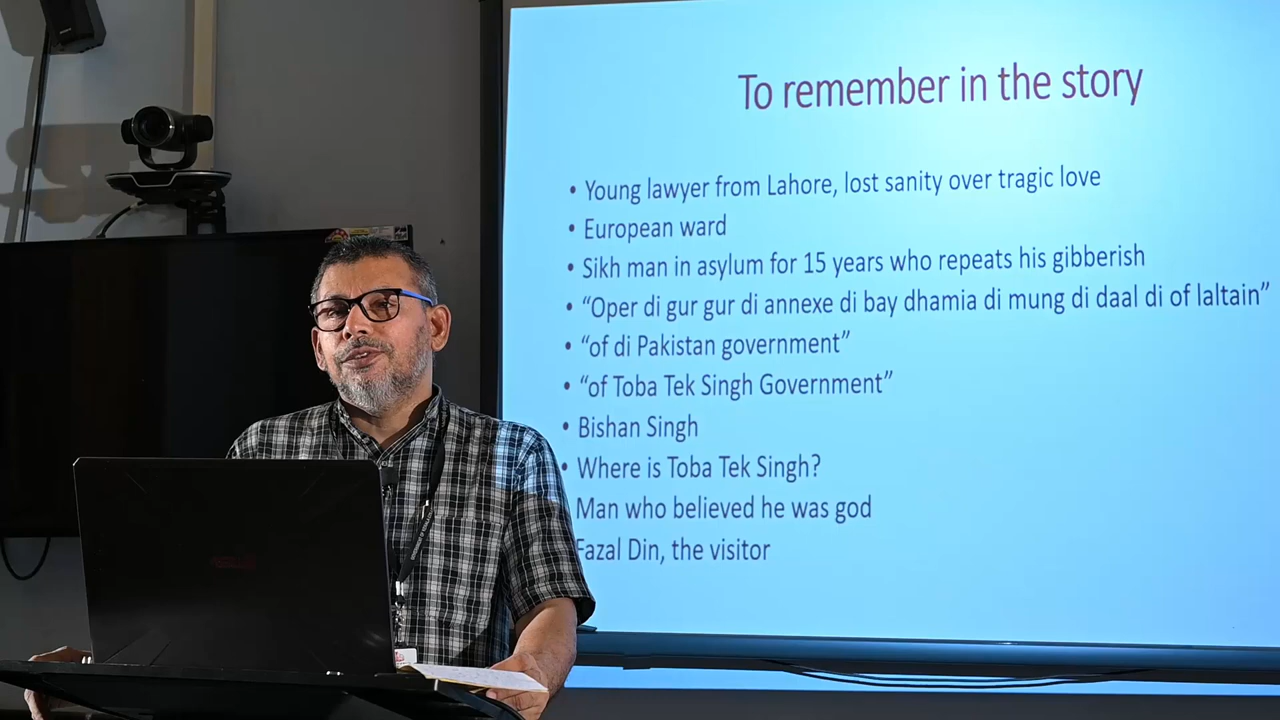 To remember in the story
• Young lawyer from Lahore, lost sanity over tragic love
• European ward
• Sikh man in asylum for 15 years who repeats his gibberish
• “Oper di gur gur di annexe di bay dhamia di mung di daal di of laltain”
• “of di Pakistan government”
• “of Toba Tek Singh Government”
• Bishan Singh
• Where is Toba Tek Singh?
Man who believed he was god
Fazal Din, the visitor